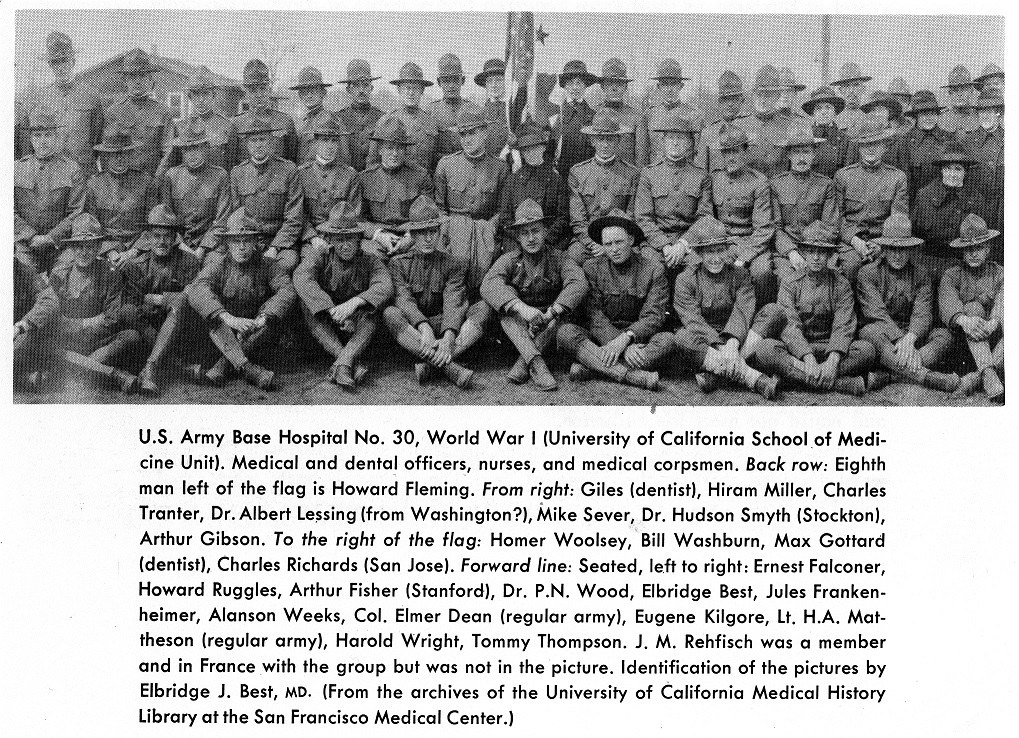 U.S. Army Base Hospital No. 30, World War I (University of California School of Medi-
cine Unit). Medical and dental officers, nurses, and medical corpsmen. Back row: Eighth
man left of the flag is Howard Fleming. From right: Giles (dentist), Hiram Miller, Charles
Tranter, Dr. Albert Lessing (from Washington?), Mike Sever, Dr. Hudson Smyth (Stockton),
Arthur Gibson. To the right of the flag: Homer Woolsey, Bill Washburn, Max Gottard
(dentist), Charles Richards (San Jose). Forward line: Seated, left to right: Ernest Falconer,
Howard Ruggles, Arthur Fisher (Stanford), Dr. P.N. Wood, Elbridge Best, Jules Franken-
heimer, Alanson Weeks, Col. Elmer Dean (regular army), Eugene Kilgore, Lt. H.A. Mat-
theson (regular army), Harold Wright, Tommy Thompson. J. M. Rehfisch was a member
and in France with the group but was not in the picture. Identification of the pictures by
Elbridge J. Best, MD. (From the archives of the University of California Medical History
Library at the San Francisco Medical Center.)